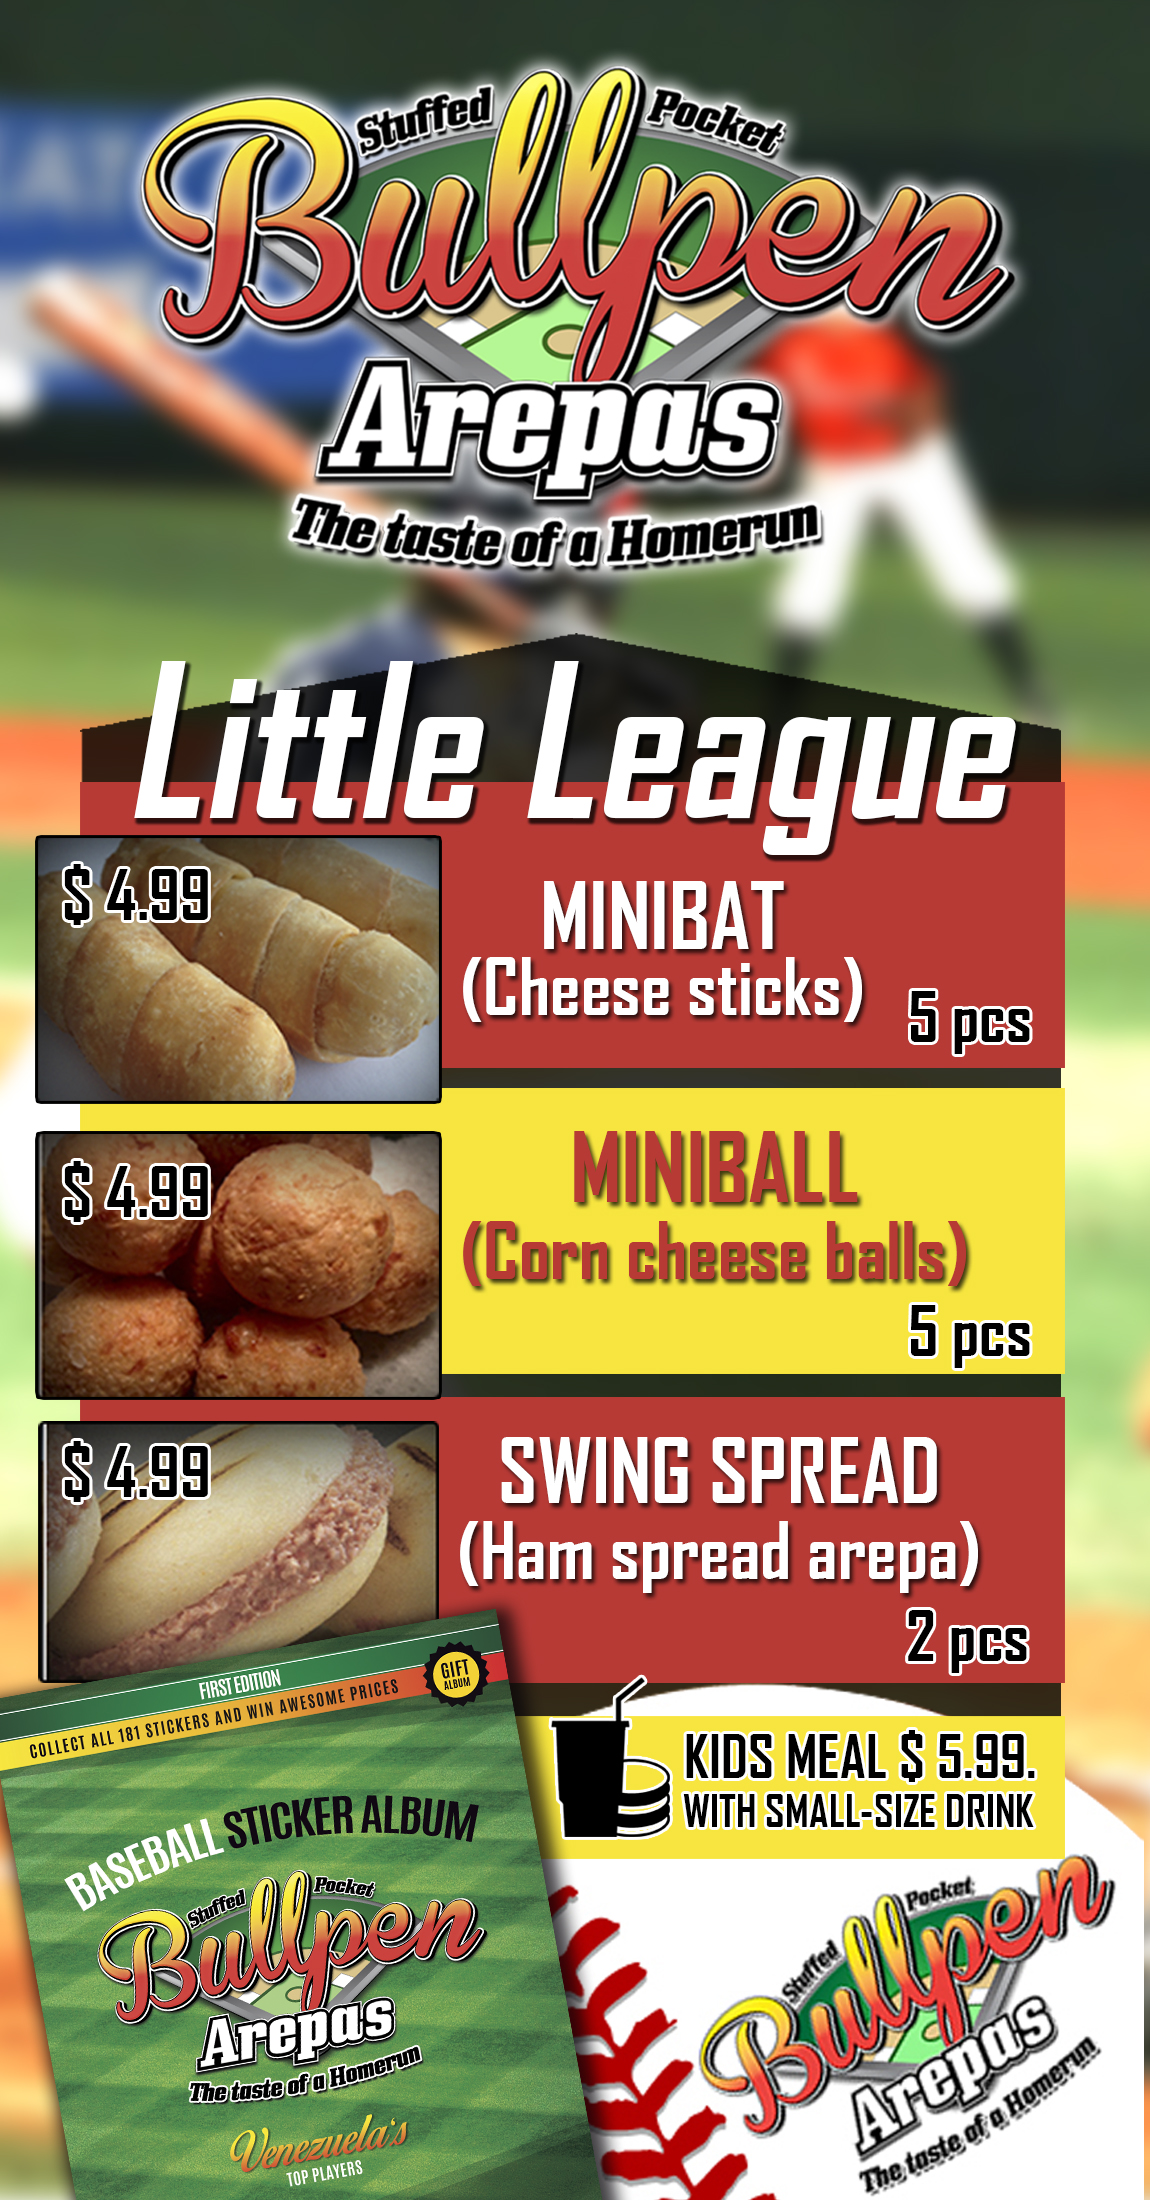 Stuffed Pocket
Bullpen
Arepas
The taste of a Homerun
Little League
$ 4.99
MINIBAT
(Cheese sticks)
5 pcs
$ 4.99
MINIBALL
(Corn cheese balls)
5 pcs
$ 4.99
SWING SPREAD
(Ham spread arepa)
2 pcs
FIRST EDITION
GIFT
ALBUM
COLLECT ALL 181 STICKERS AND WIN AWESOME PRICES
KIDS MEAL $ 5.99.
WITH SMALL-SIZE DRINK
BASEBALL STICKER ALBUM
Stuffed Pocket
Bullpen
Arepas
The taste of a Homerun
Venezuela's
TOP PLAYERS
Stuffed Pocket
Bullpen
Arepas
The taste of a Homerun